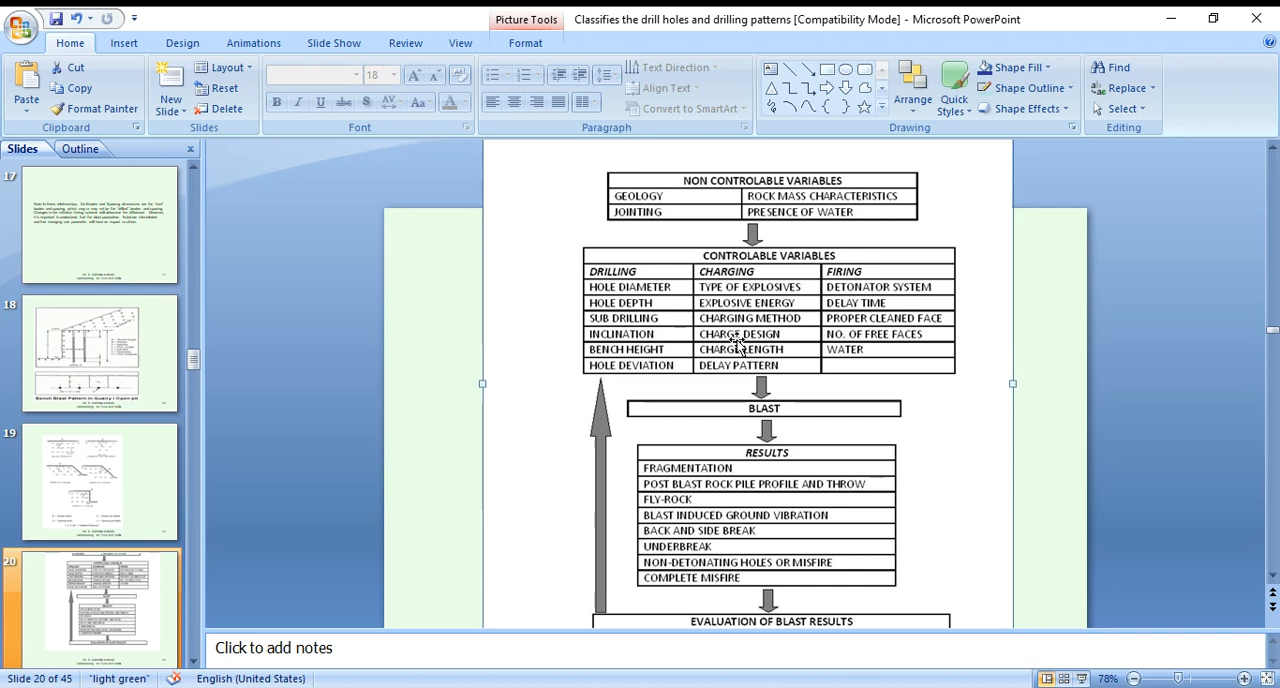 Picture Tools
Classifies the drill holes and drilling patterns [Compatibility Mode] - Microsoft PowerPoint
Home
Insert
Design
Animations
Slide Show
Review
View
Format
Cut
Layout
Text Direction
Shape Fill
Find
Copy
Reset
18
Align Text
Shape Outline
Replace
Paste
Format Painter
New Slide
Delete
B I U abc S AV Aa A
Convert to SmartArt
Arrange
Quick Styles
Shape Effects
Select
Clipboard
Slides
Font
Paragraph
Drawing
Editing
Slides
Outline
17
18
Bench Blast Pattern in Quarry / Open pit
19
20
NON CONTROLABLE VARIABLES
GEOLOGY ROCK MASS CHARACTERISTICS
JOINTING PRESENCE OF WATER
CONTROLABLE VARIABLES
DRILLING CHARGING FIRING
HOLE DIAMETER TYPE OF EXPLOSIVES DETONATOR SYSTEM
HOLE DEPTH EXPLOSIVE ENERGY DELAY TIME
SUB DRILLING CHARGING METHOD PROPER CLEANED FACE
INCLINATION CHARGE DESIGN NO. OF FREE FACES
BENCH HEIGHT CHARGE LENGTH WATER
HOLE DEVIATION DELAY PATTERN
BLAST
RESULTS
FRAGMENTATION
POST BLAST ROCK PILE PROFILE AND THROW
FLY-ROCK
BLAST INDUCED GROUND VIBRATION
BACK AND SIDE BREAK
UNDERBREAK
NON-DETONATING HOLES OR MISFIRE
COMPLETE MISFIRE
EVALUATION OF BLAST RESULTS
Click to add notes
Slide 20 of 45
"light green"
English (United States)
78%